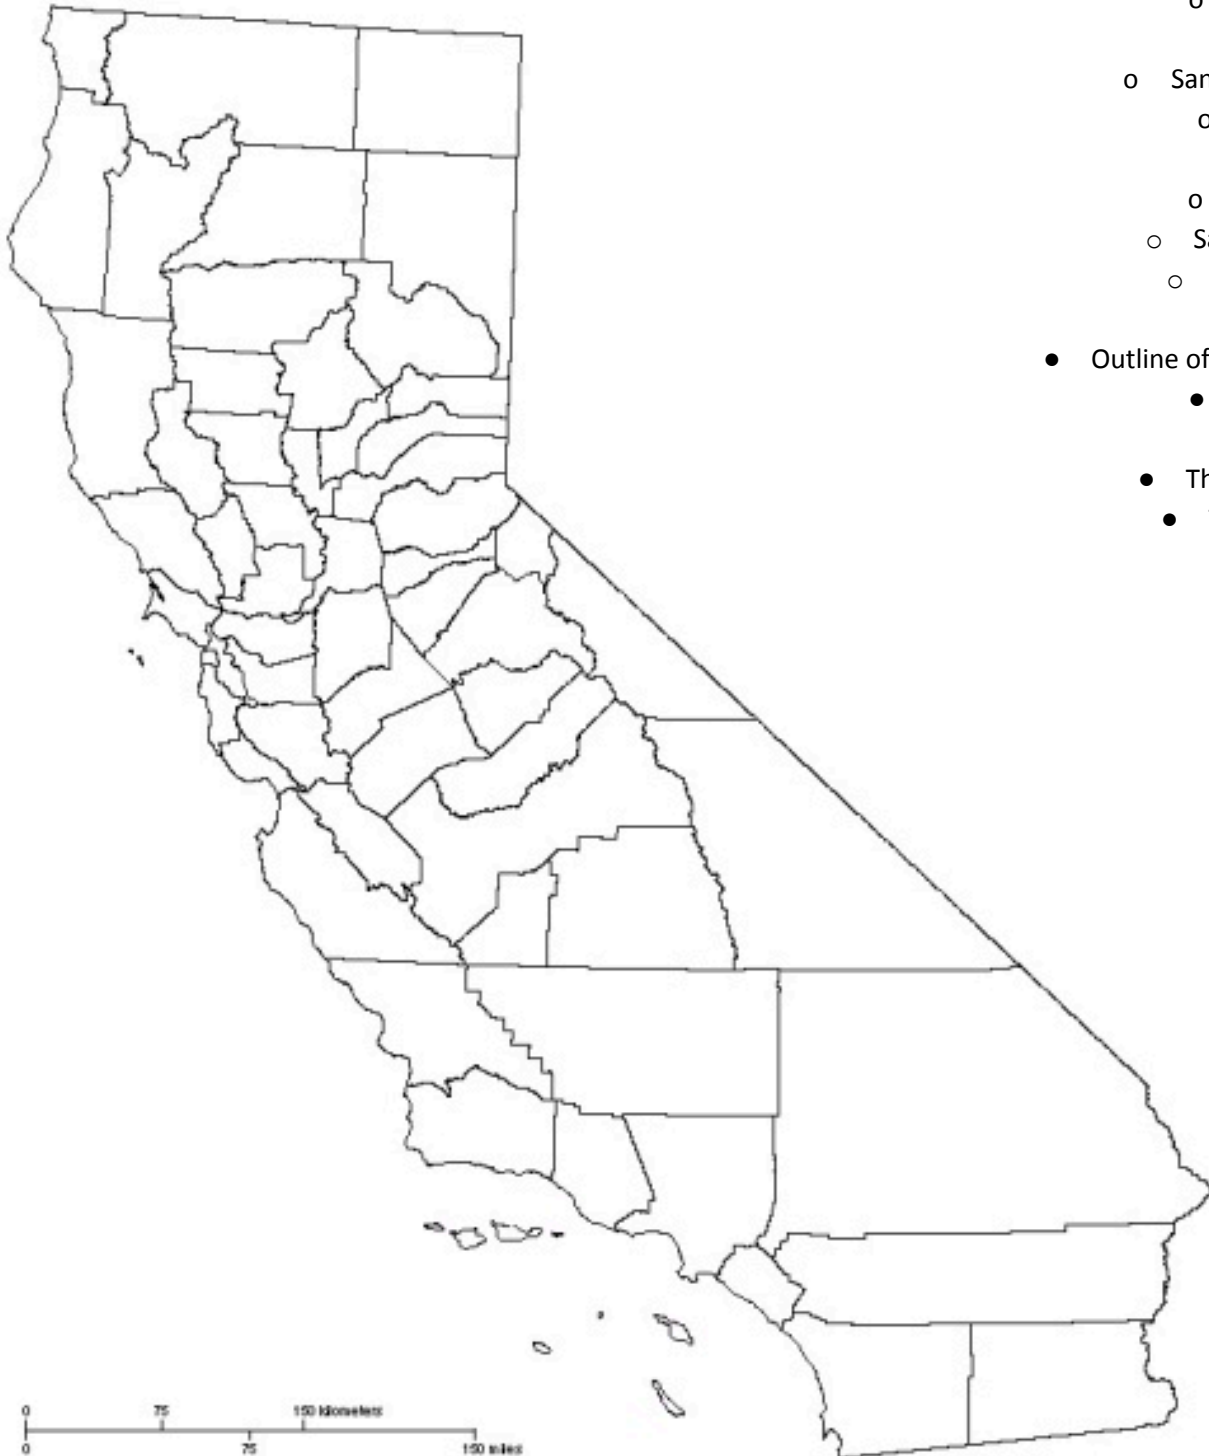 o
o San
o
o
○ Sa
○
● Outline of
●
● Th
●
0 75 150 kilometers
0 75 150 miles